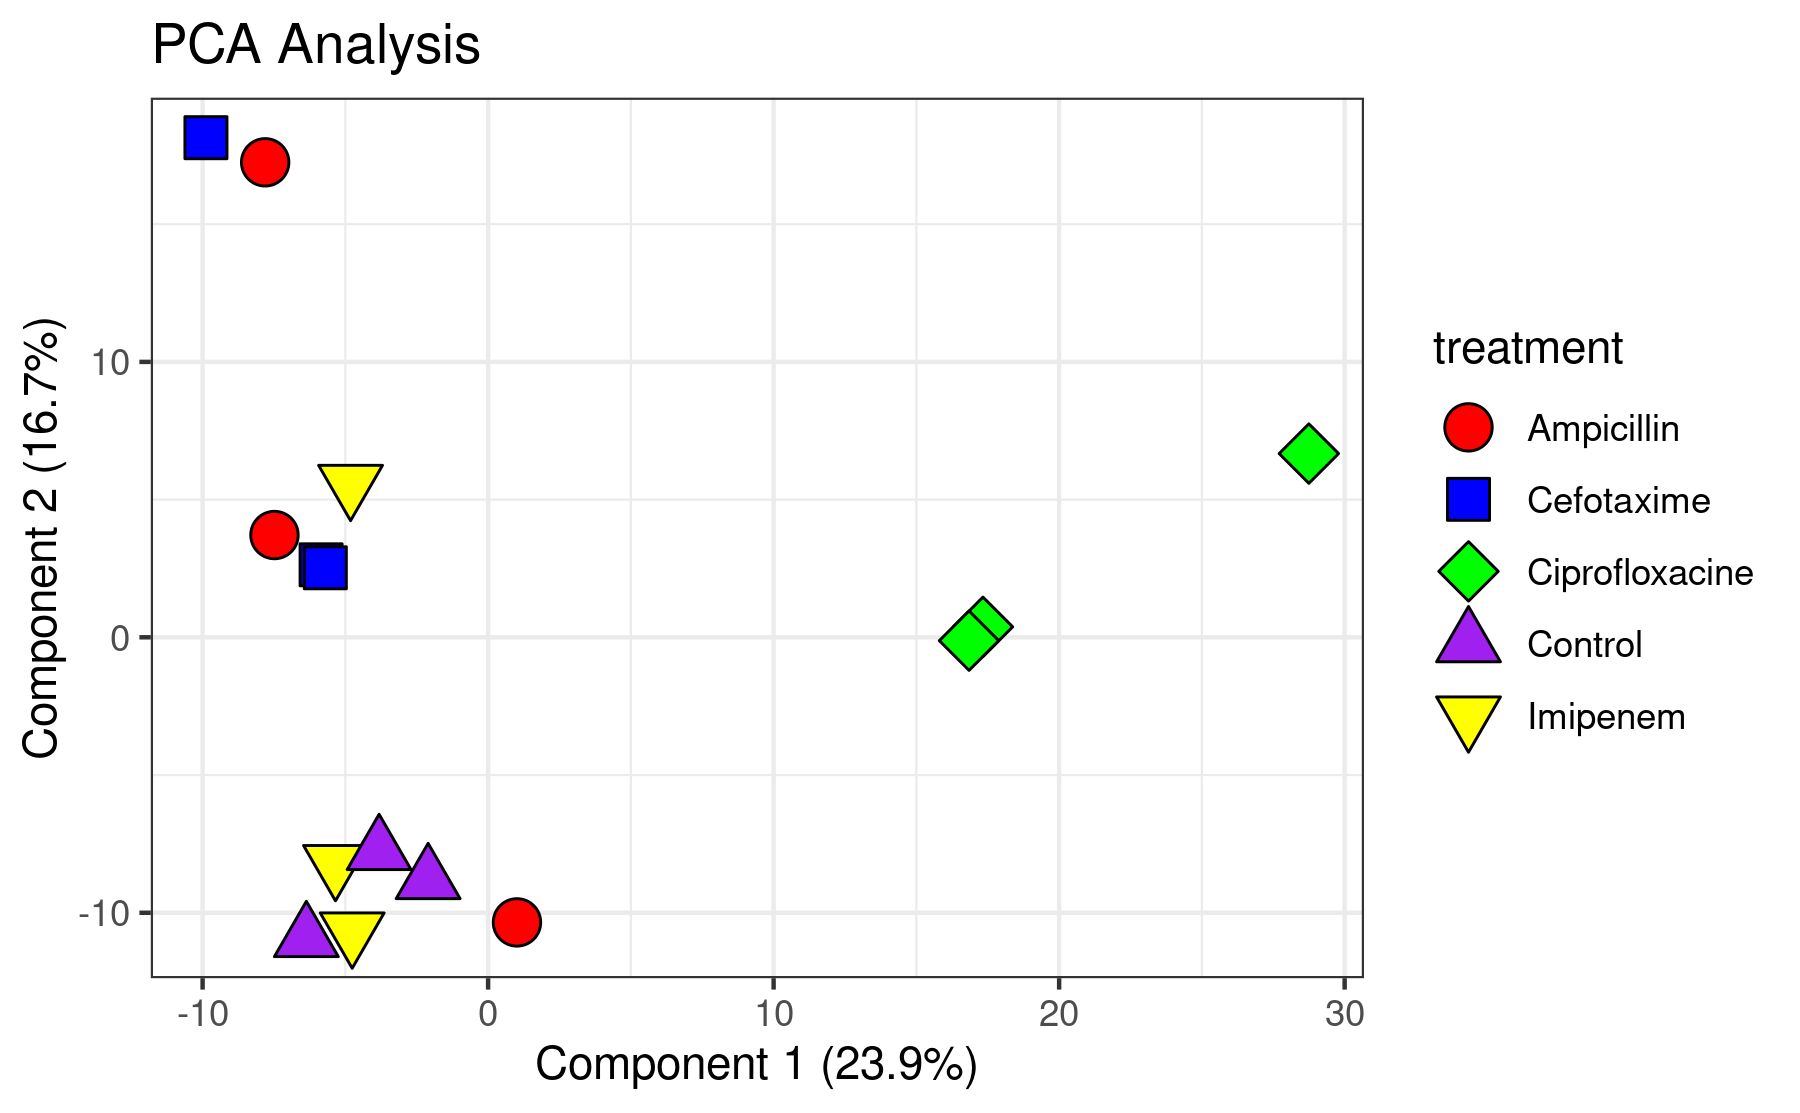 PCA Analysis
Component 2 (16.7%)
10
0
-10
-10
0
10
20
30
Component 1 (23.9%)
treatment
Ampicillin
Cefotaxime
Ciprofloxacine
Control
Imipenem